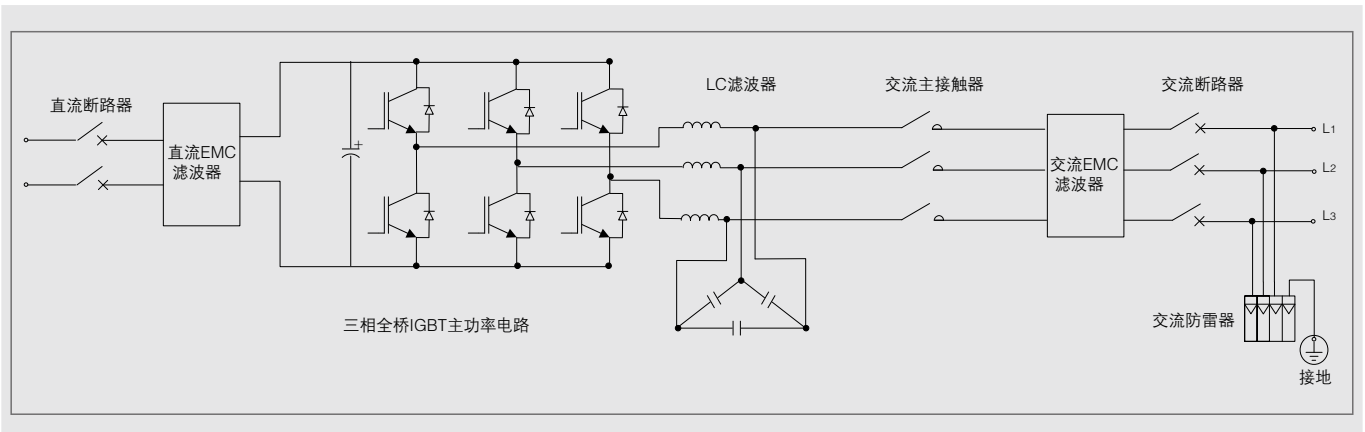 直流断路器
直流EMC
滤波器
三相全桥IGBT主功率电路
+
LC滤波器
交流主接触器
交流EMC
滤波器
交流断路器
L1
L2
L3
交流防雷器
接地